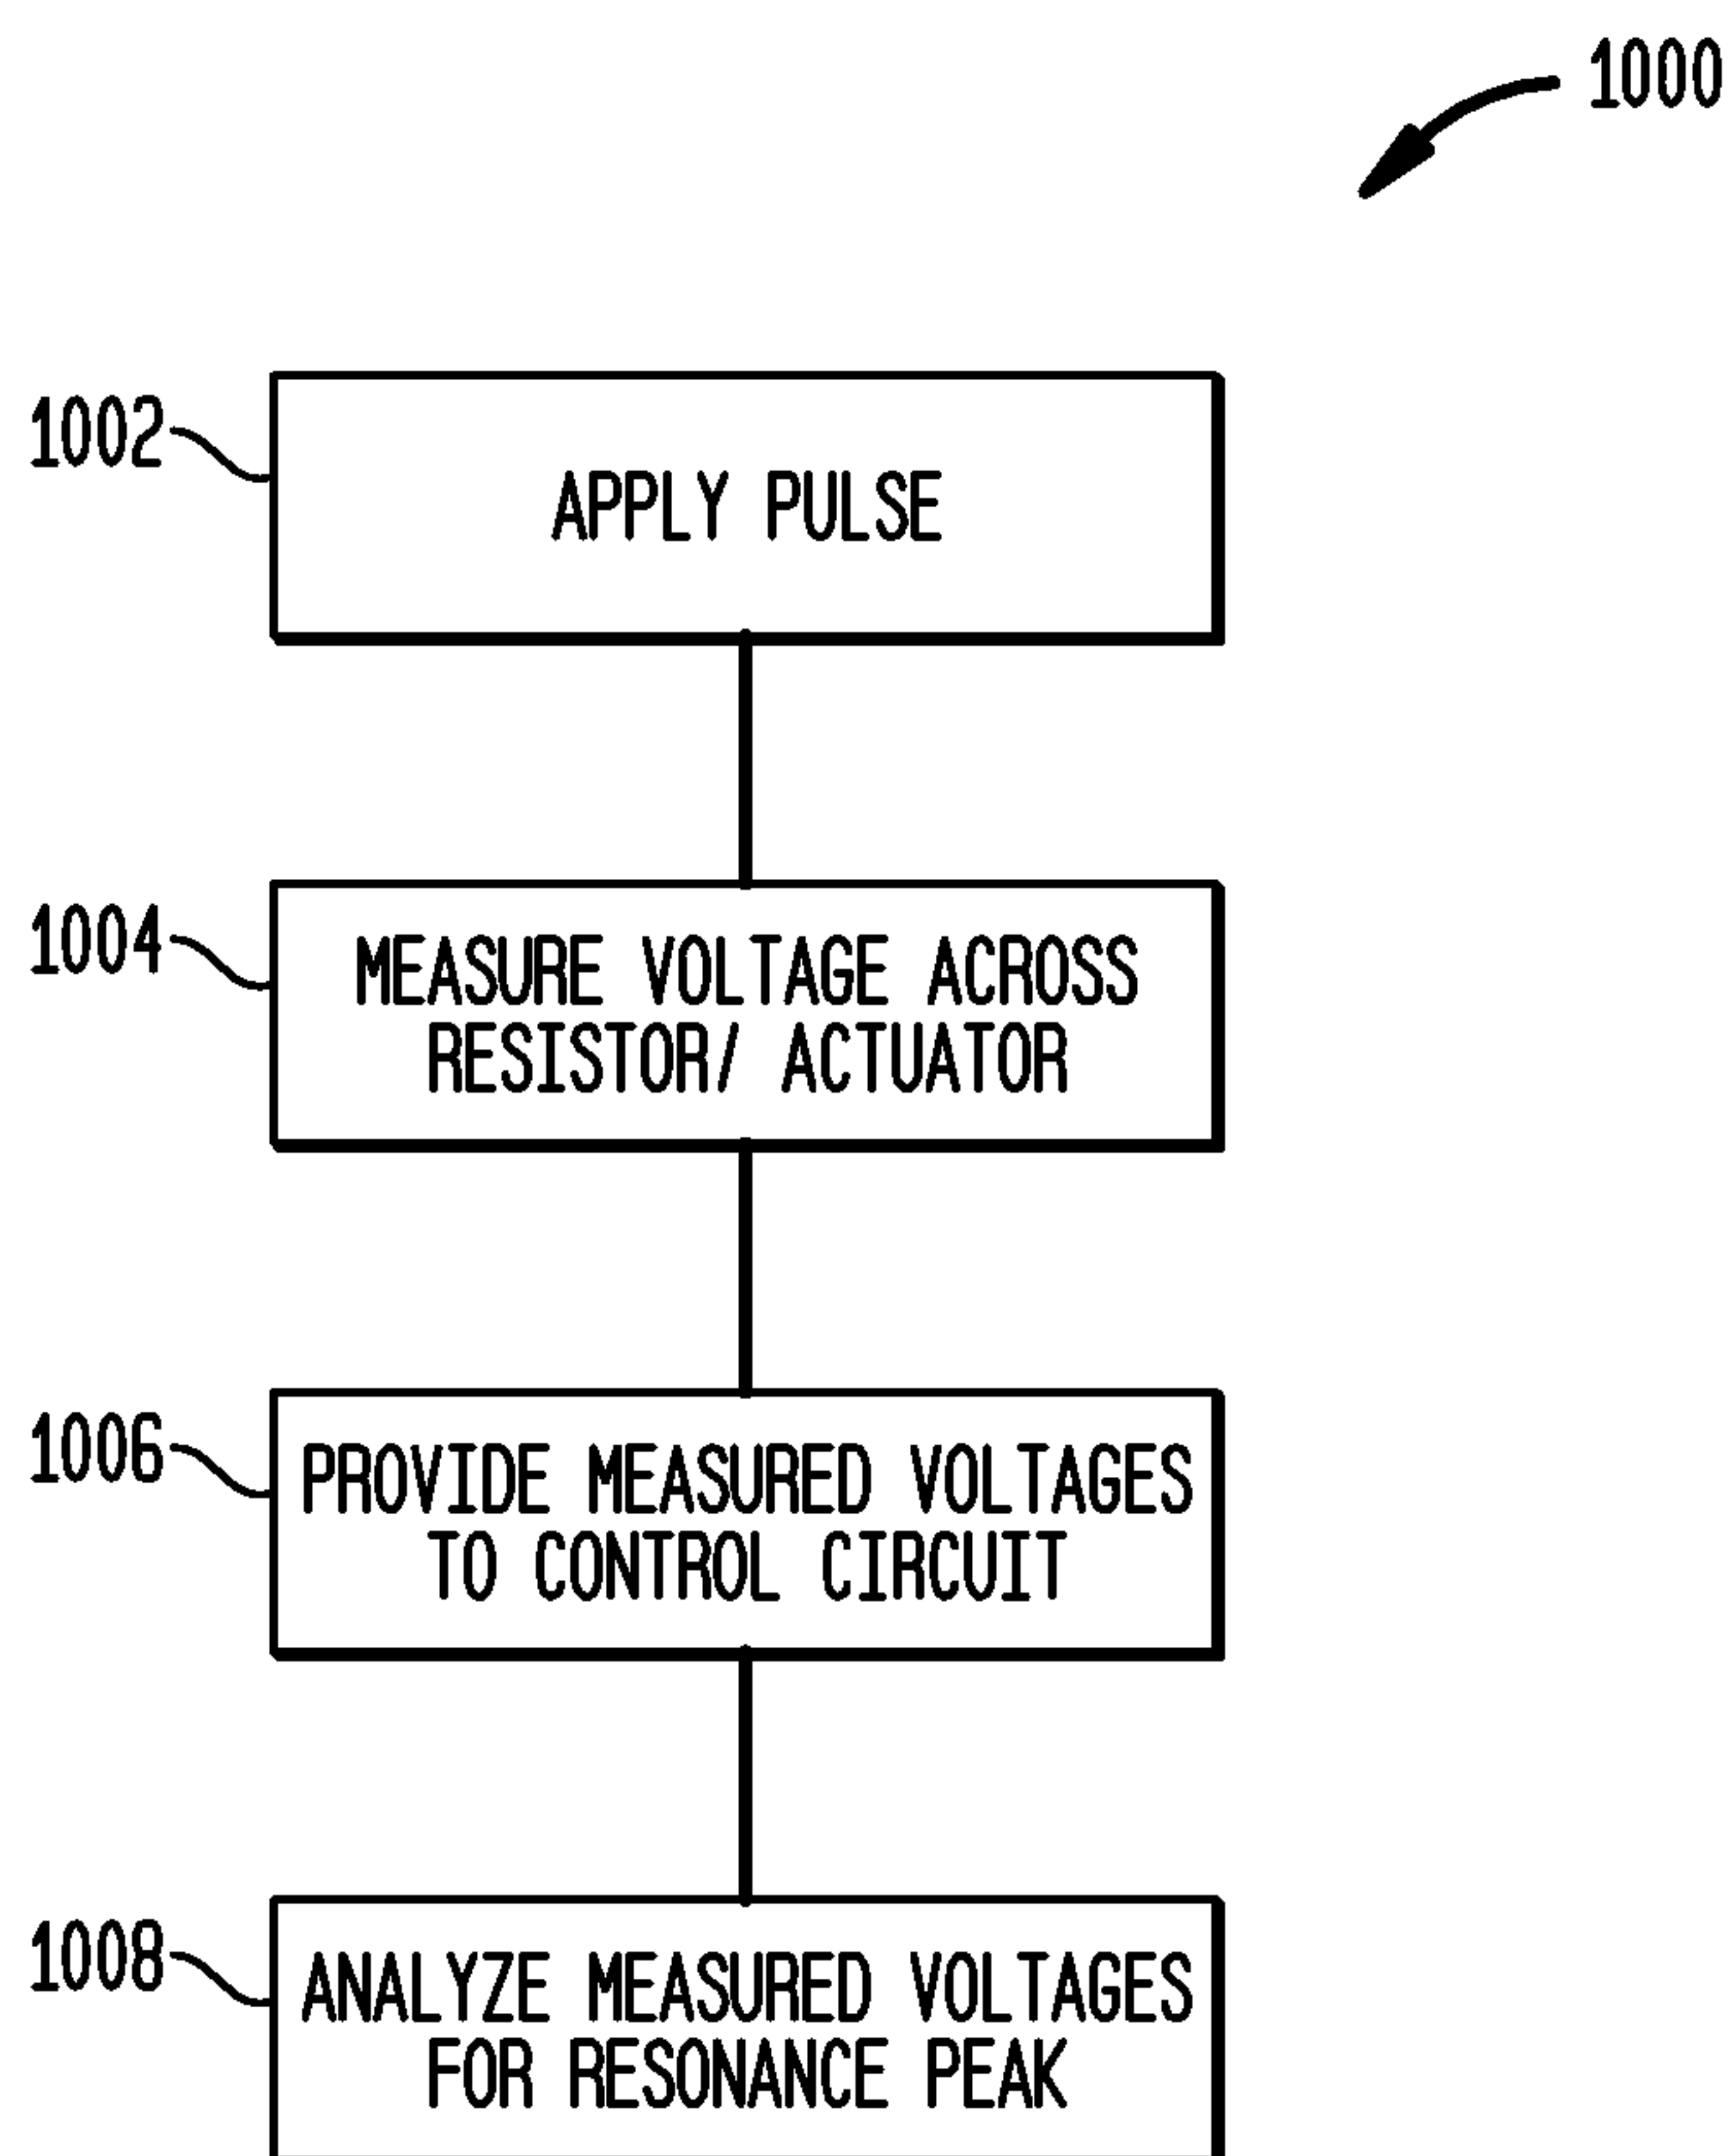 1000
1002
APPLY PULSE
1004
MEASURE VOLTAGE ACROSS
RESISTOR/ ACTUATOR
1006
PROVIDE MEASURED VOLTAGES
TO CONTROL CIRCUIT
1008
ANALYZE MEASURED VOLTAGES
FOR RESONANCE PEAK